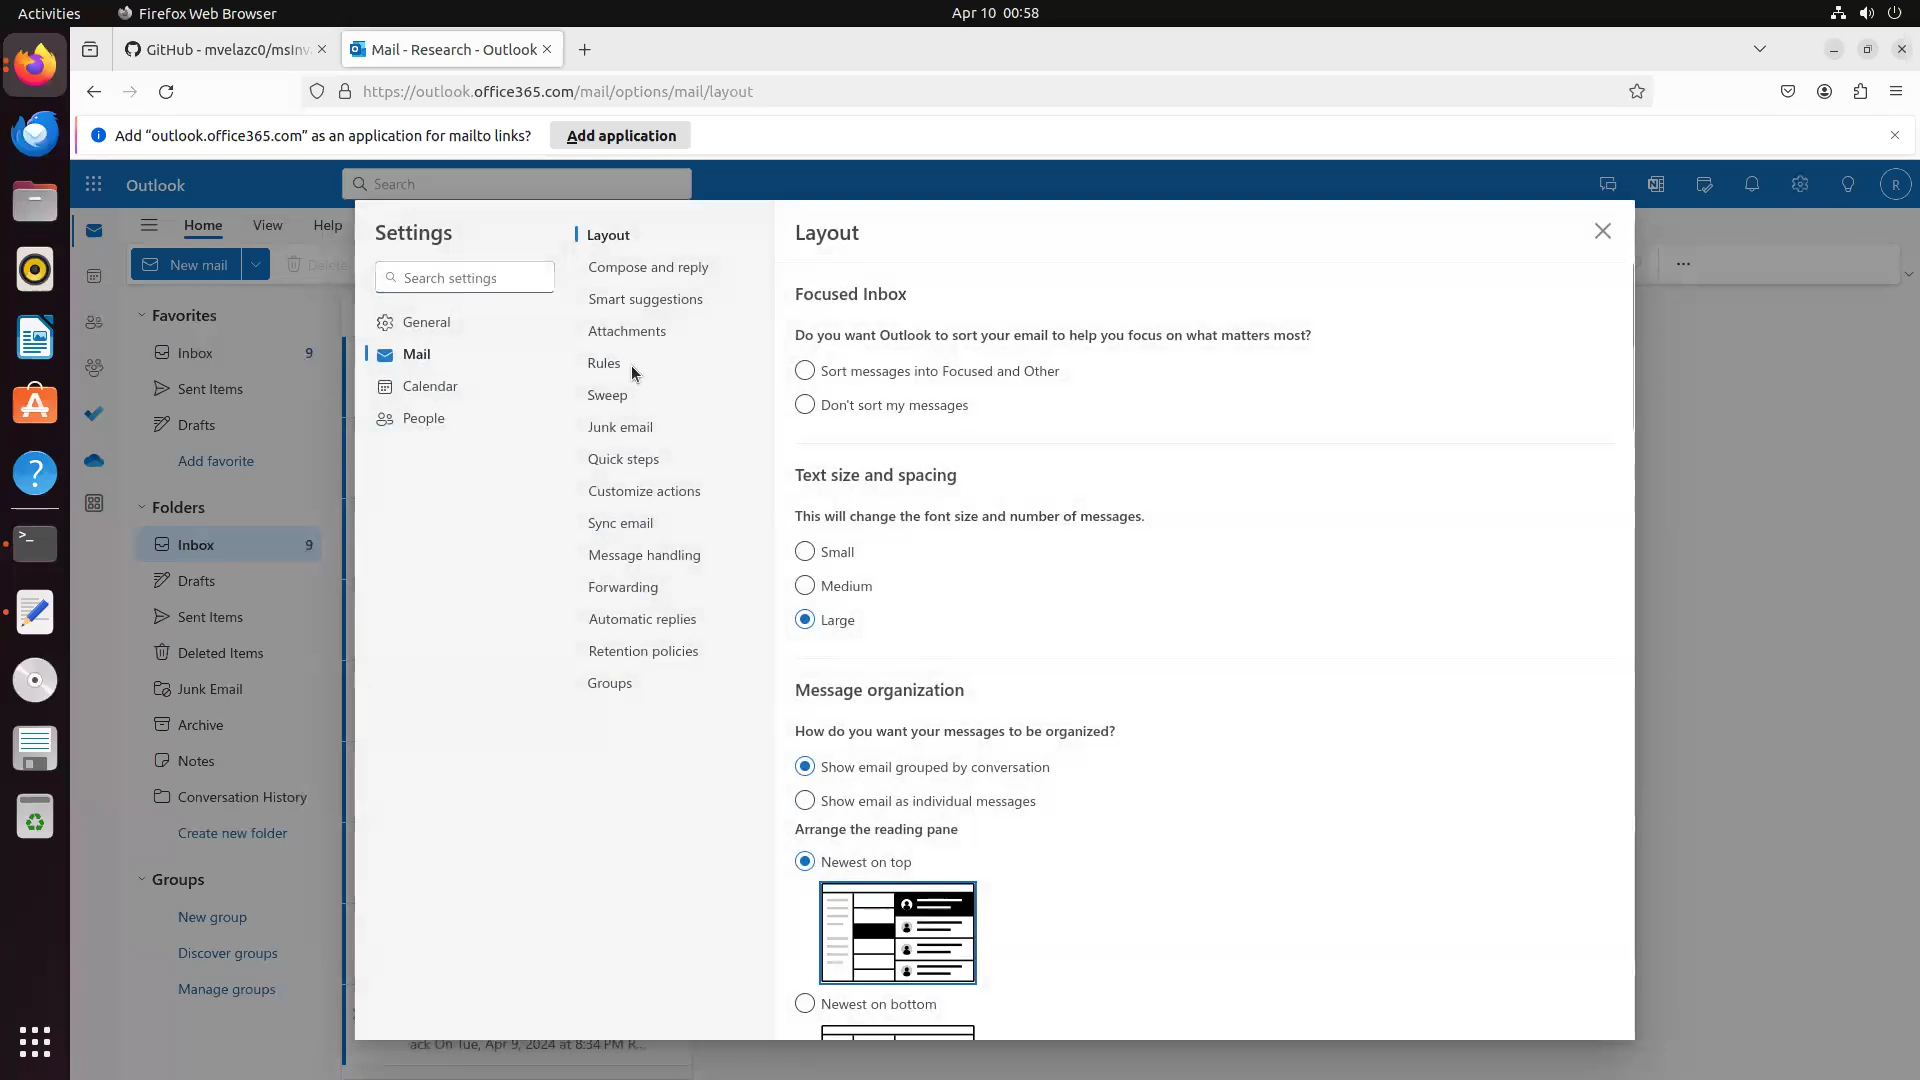 Activities
Firefox Web Browser
Apr 10 00:58
GitHub - mvelazc0/msInv
Mail - Research - Outlook
https://outlook.office365.com/mail/options/mail/layout
Add “outlook.office365.com” as an application for mailto links?
Add application
Outlook
Search
R
Home
View
Help
New mail
Delete
Favorites
Inbox 9
Sent Items
Drafts
Add favorite
Folders
Inbox 9
Drafts
Sent Items
Deleted Items
Junk Email
Archive
Notes
Conversation History
Create new folder
Groups
New group
Discover groups
Manage groups
Settings
Search settings
General
Mail
Calendar
People
Layout
Compose and reply
Smart suggestions
Attachments
Rules
Sweep
Junk email
Quick steps
Customize actions
Sync email
Message handling
Forwarding
Automatic replies
Retention policies
Groups
Layout
Focused Inbox
Do you want Outlook to sort your email to help you focus on what matters most?
Sort messages into Focused and Other
Don't sort my messages
Text size and spacing
This will change the font size and number of messages.
Small
Medium
Large
Message organization
How do you want your messages to be organized?
Show email grouped by conversation
Show email as individual messages
Arrange the reading pane
Newest on top
Newest on bottom
ack On Tue, Apr 9, 2024 at 8:34 PM R...